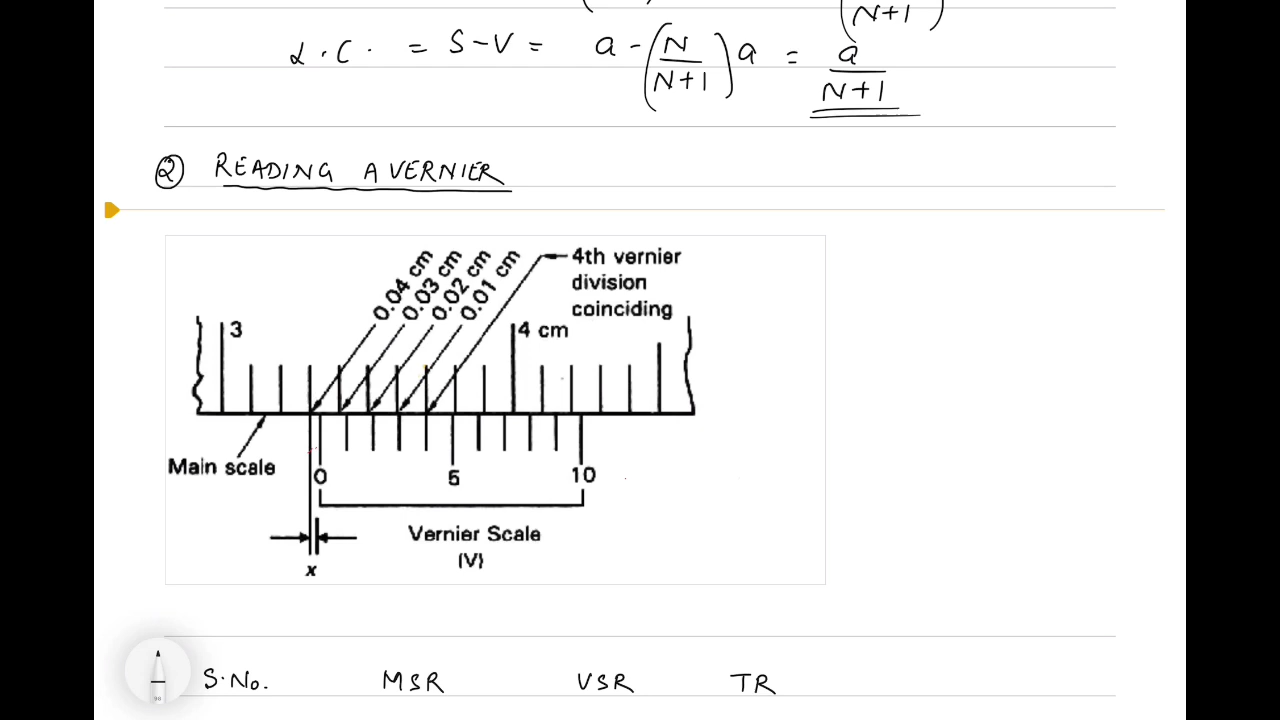 (N+1)
L.C. = S-V = a - (N/N+1) a = a/N+1
② READING A VERNIER
0.04 cm
0.03 cm
0.02 cm
0.01 cm
4th vernier
division
coinciding
3
4 cm
Main scale
0
5
10
Vernier Scale
(V)
x
S.No. MSR VSR TR